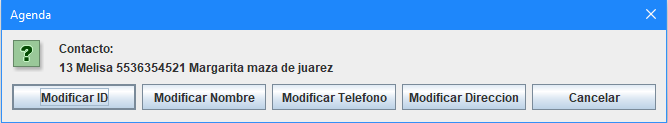 Agenda
Contacto:
13 Melisa 5536354521 Margarita maza de juarez
Modificar ID Modificar Nombre Modificar Telefono Modificar Direccion Cancelar